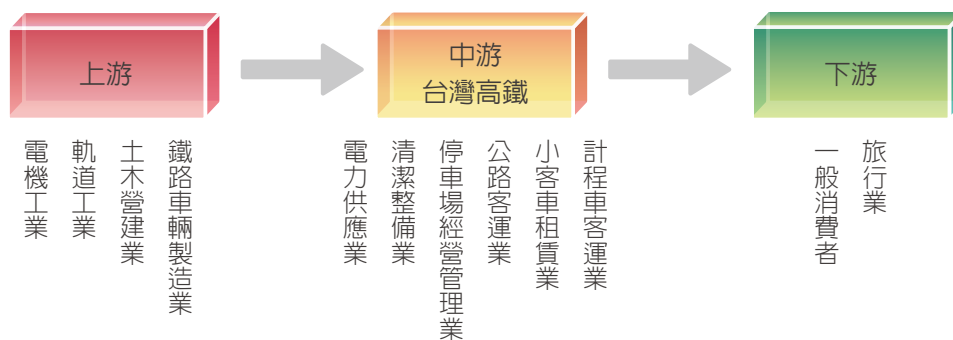 上游
中游
台灣高鐵
下游
電機工業
軌道工業
土木營建業
鐵路車輛製造業
電力供應業
清潔整備業
停車場經營管理業
公路客運業
小客車租賃業
計程車客運業
一般消費者
旅行業